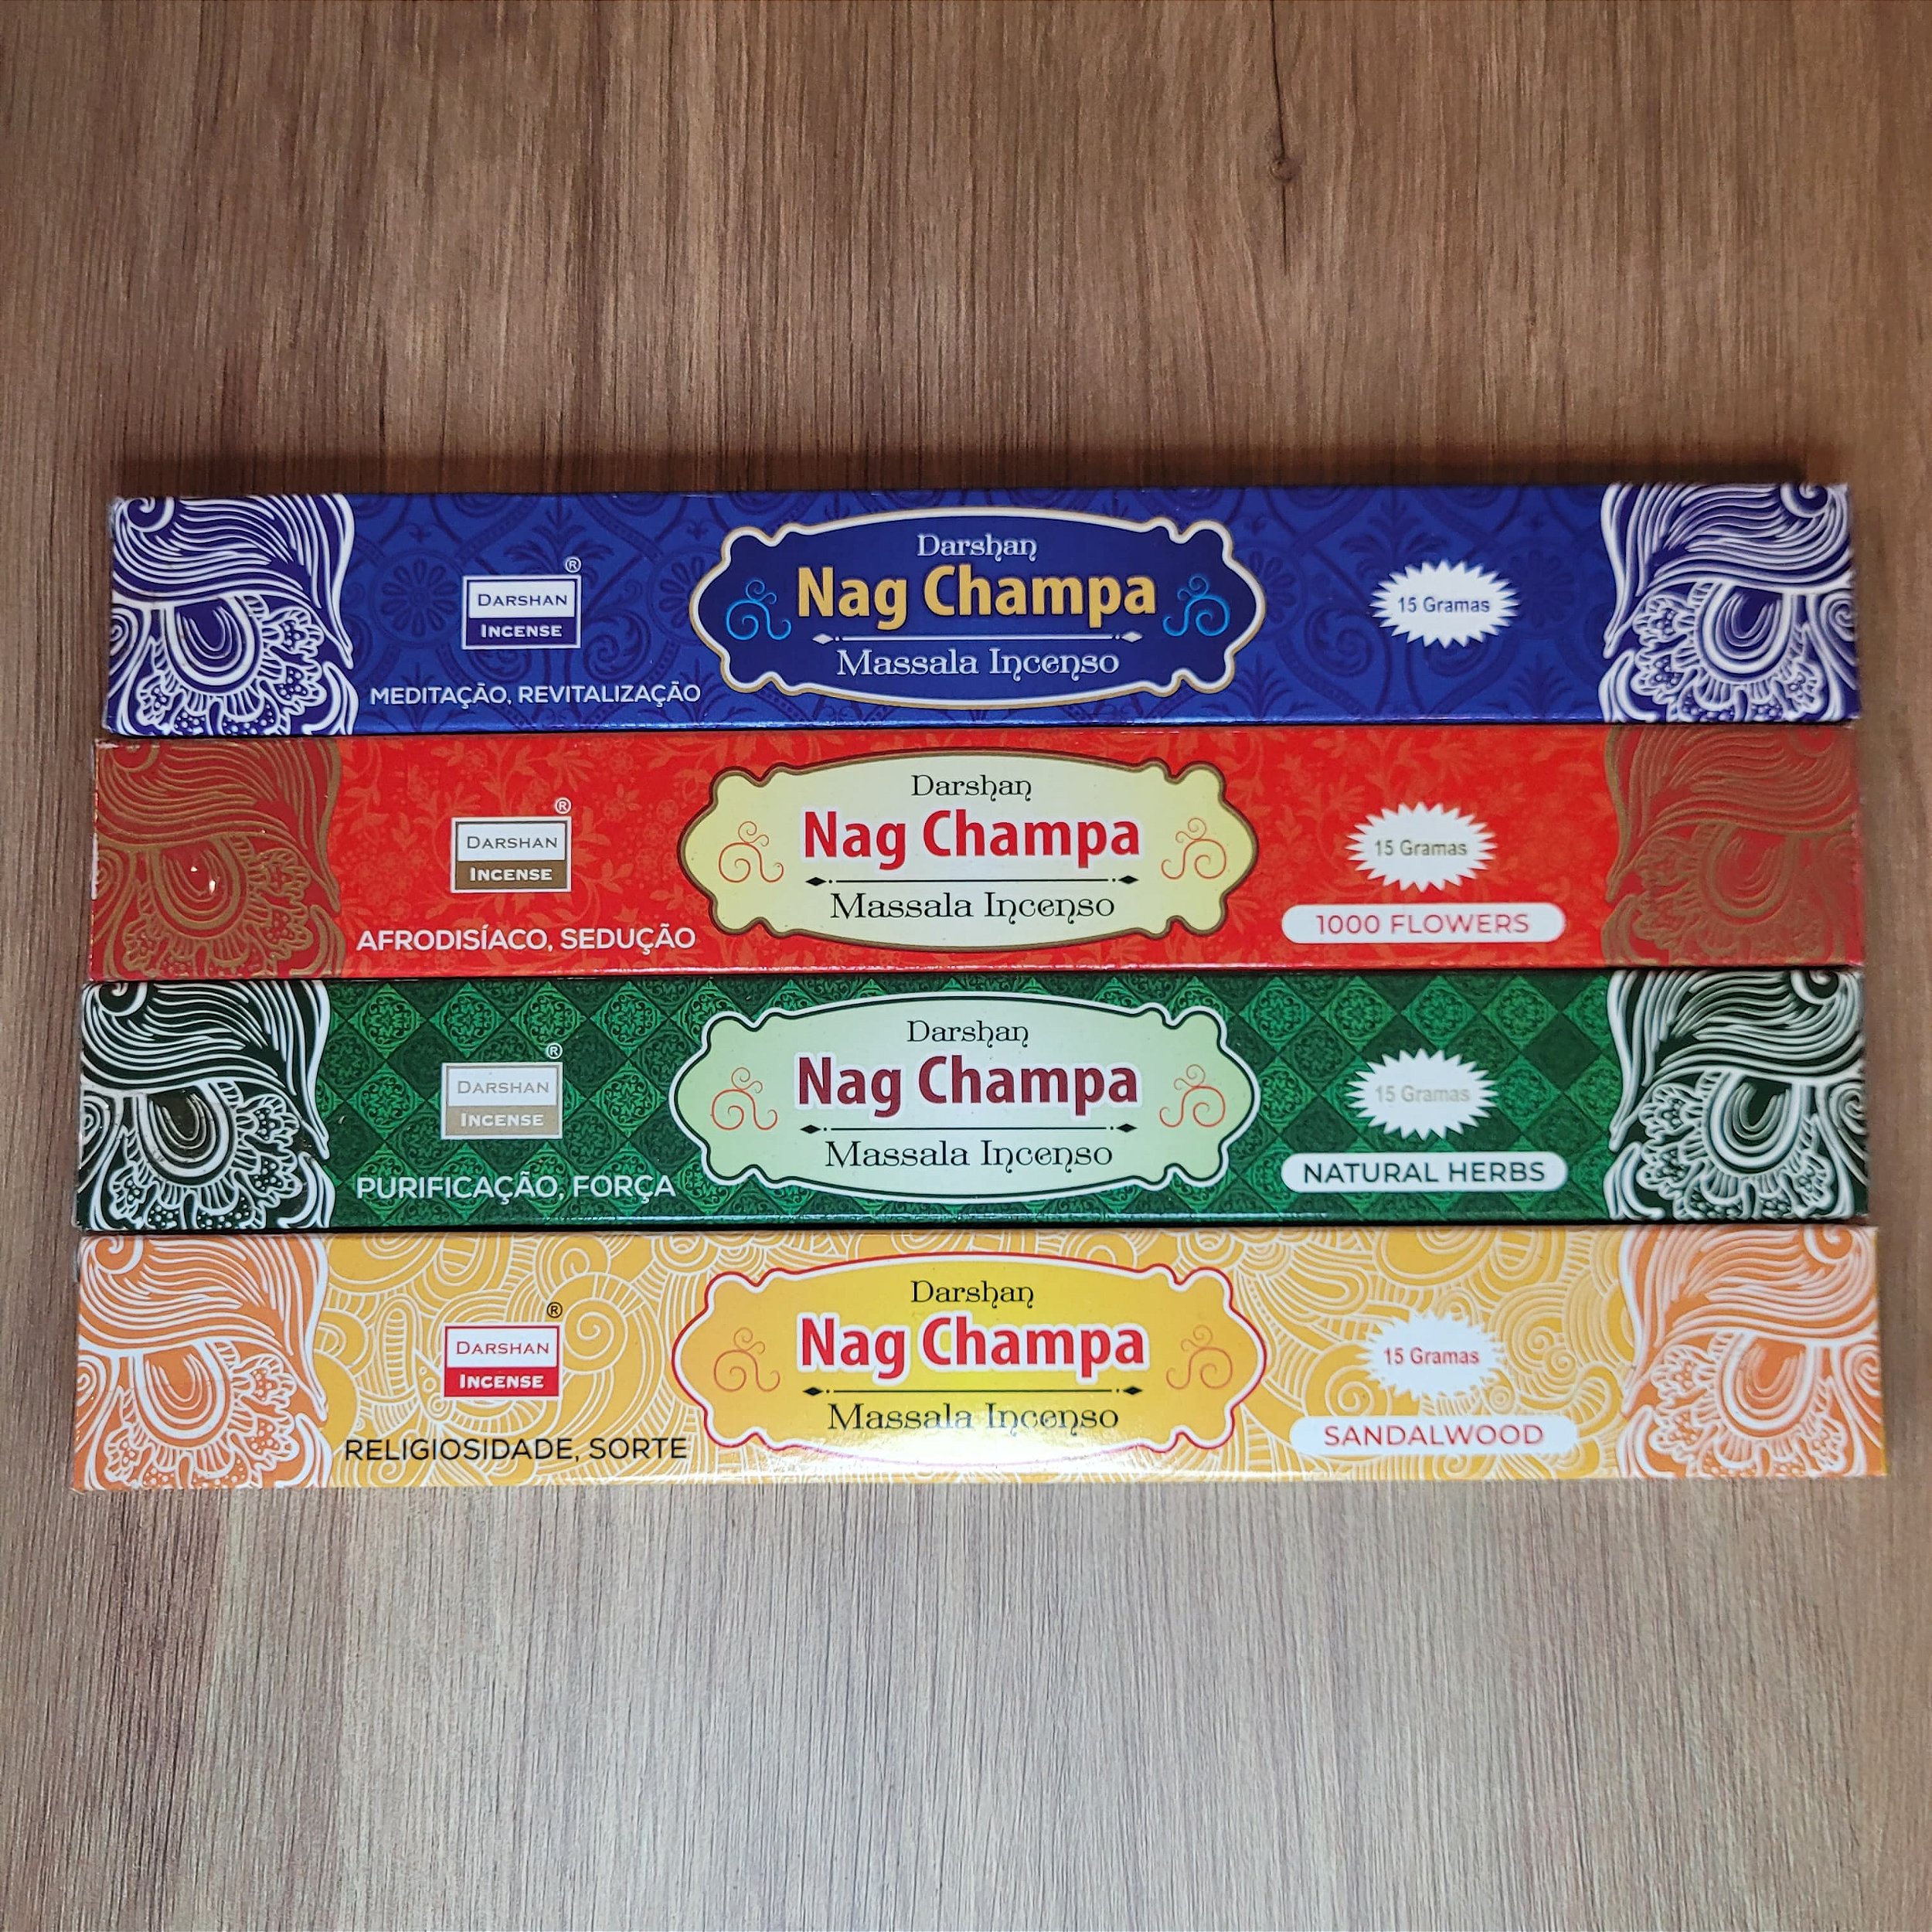 DARSHAN
INCENSE
®
MEDITAÇÃO, REVITALIZAÇÃO
Darshan
Nag Champa
Massala Incenso
15 Gramas
DARSHAN
INCENSE
®
AFRODISÍACO, SEDUÇÃO
Darshan
Nag Champa
Massala Incenso
15 Gramas
1000 FLOWERS
DARSHAN
INCENSE
®
PURIFICAÇÃO, FORÇA
Darshan
Nag Champa
Massala Incenso
15 Gramas
NATURAL HERBS
DARSHAN
INCENSE
®
RELIGIOSIDADE, SORTE
Darshan
Nag Champa
Massala Incenso
15 Gramas
SANDALWOOD